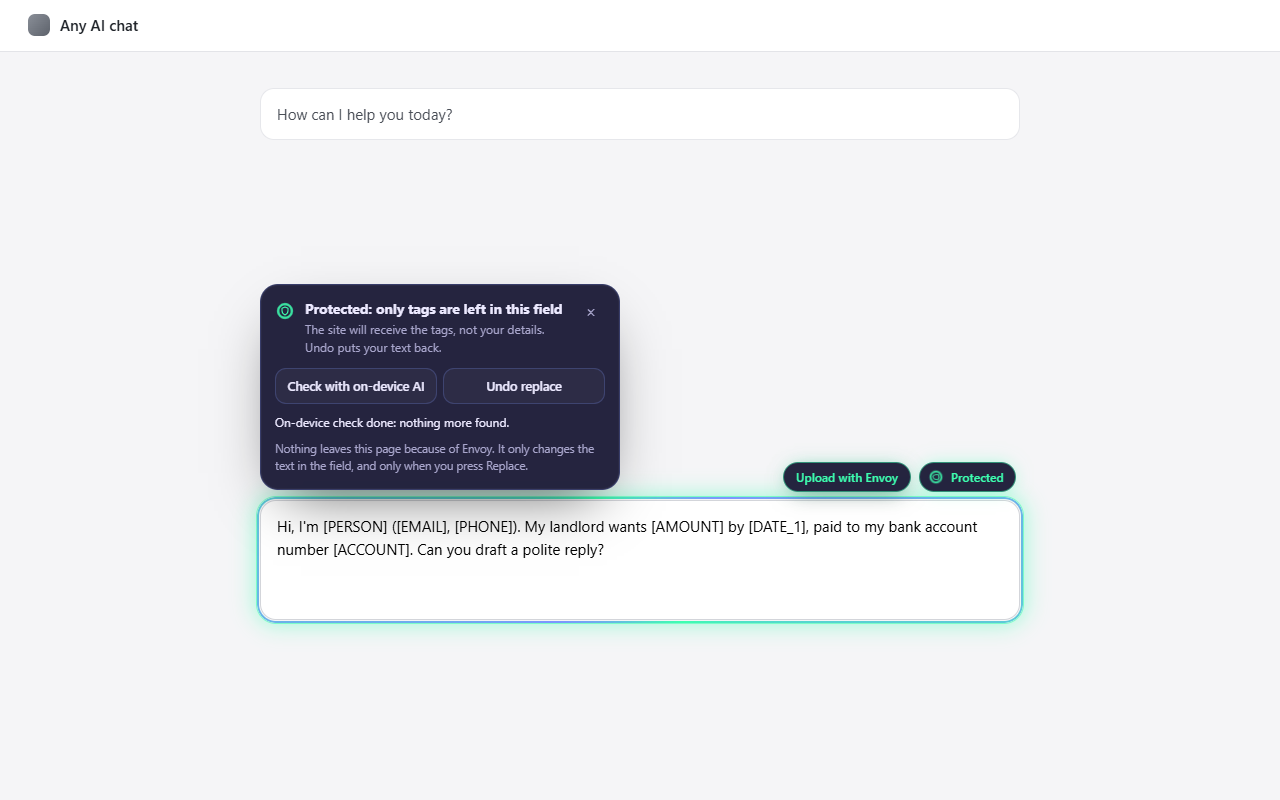 Any AI chat
How can I help you today?
Protected: only tags are left in this field
×
The site will receive the tags, not your details.
Undo puts your text back.
Check with on-device AI
Undo replace
On-device check done: nothing more found.
Nothing leaves this page because of Envoy. It only changes the
text in the field, and only when you press Replace.
Upload with Envoy
Protected
Hi, I'm [PERSON] ([EMAIL], [PHONE]). My landlord wants [AMOUNT] by [DATE_1], paid to my bank account
number [ACCOUNT]. Can you draft a polite reply?